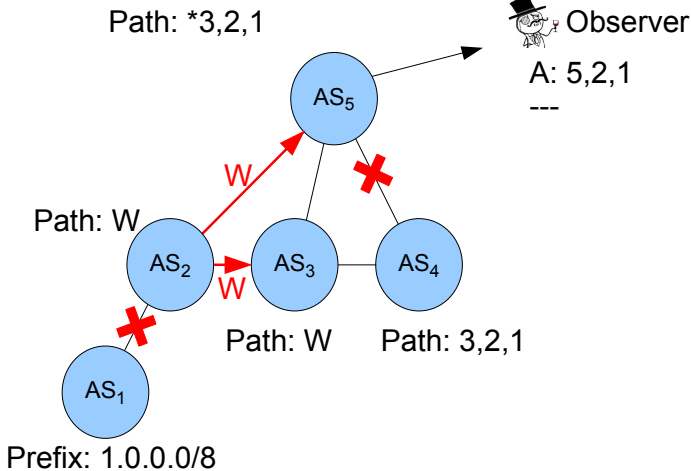 Path: *3,2,1
Observer
A: 5,2,1
---
AS5
W
Path: W
AS2
AS3
AS4
W
Path: W
Path: 3,2,1
AS1
Prefix: 1.0.0.0/8